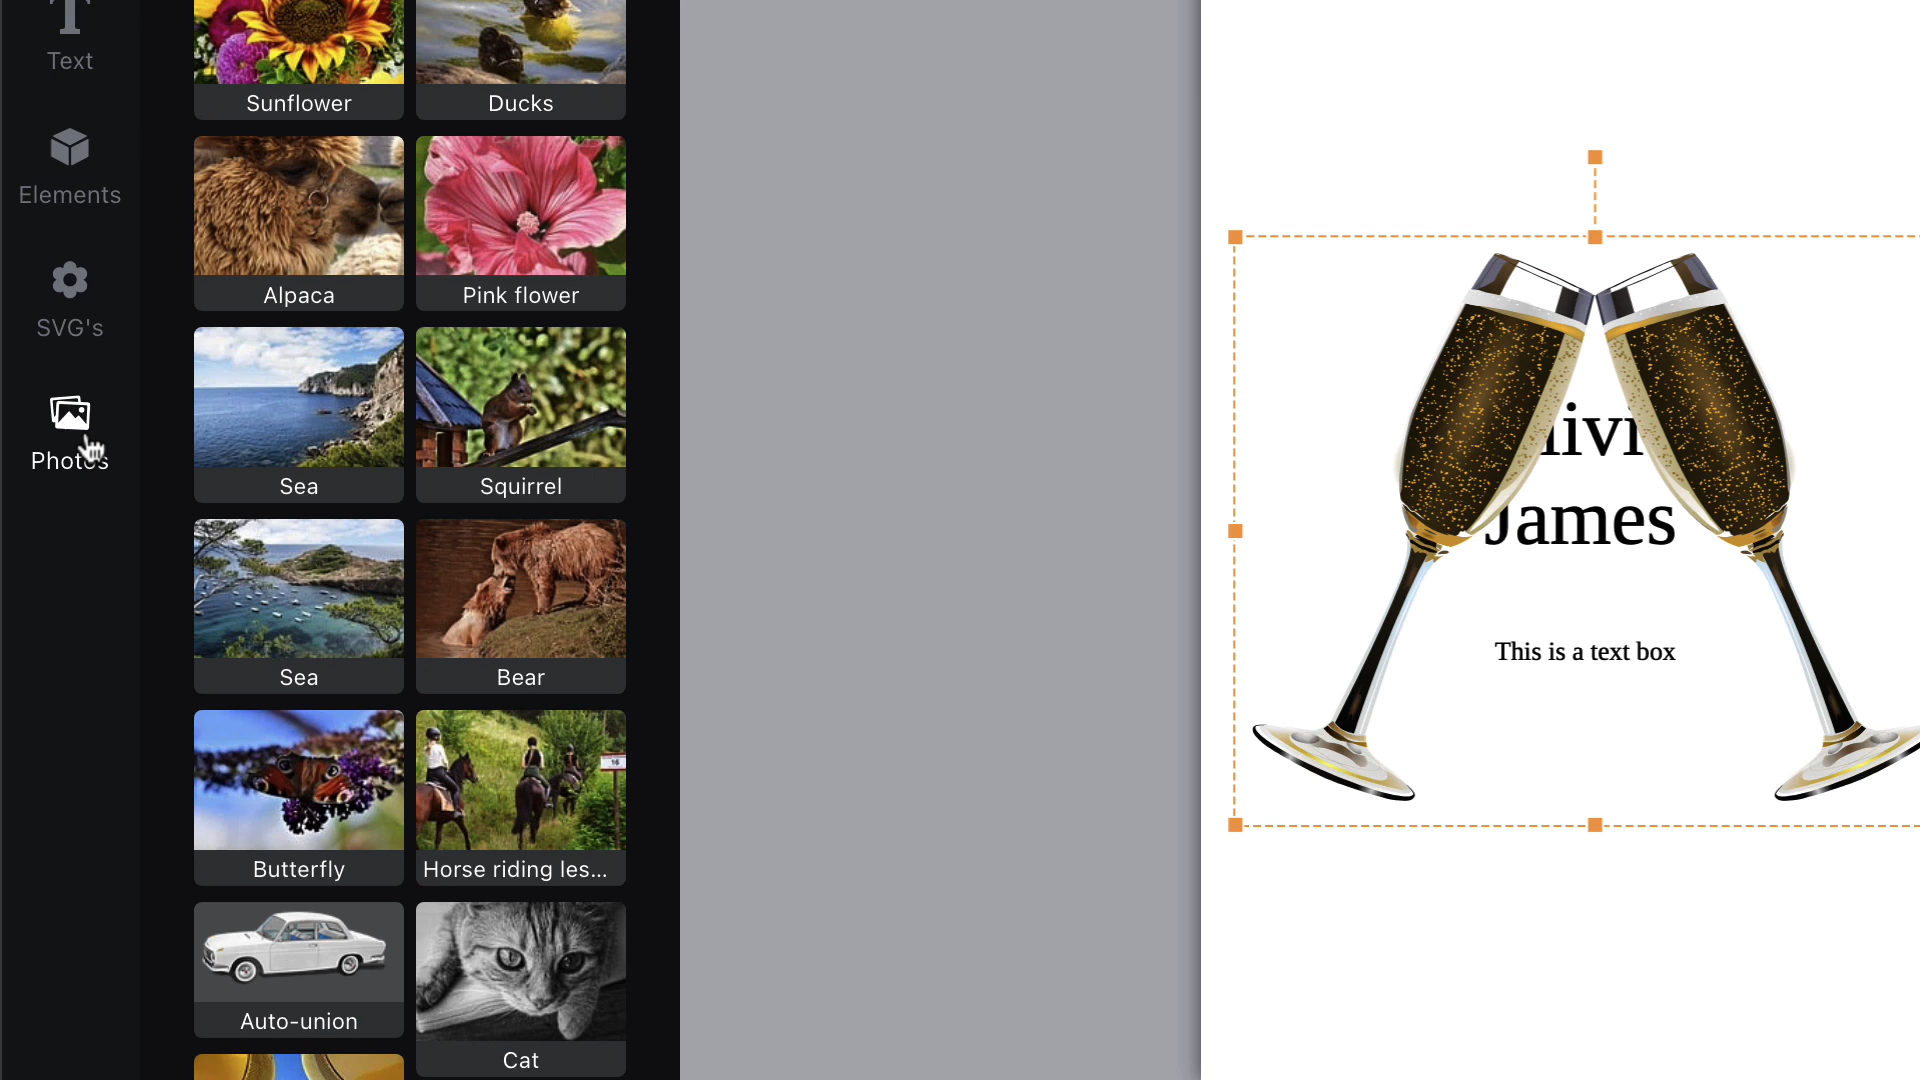 Text
Elements
SVG's
Photos
Sunflower
Ducks
Alpaca
Pink flower
Sea
Squirrel
Sea
Bear
Butterfly
Horse riding les...
Auto-union
Cat
James
This is a text box